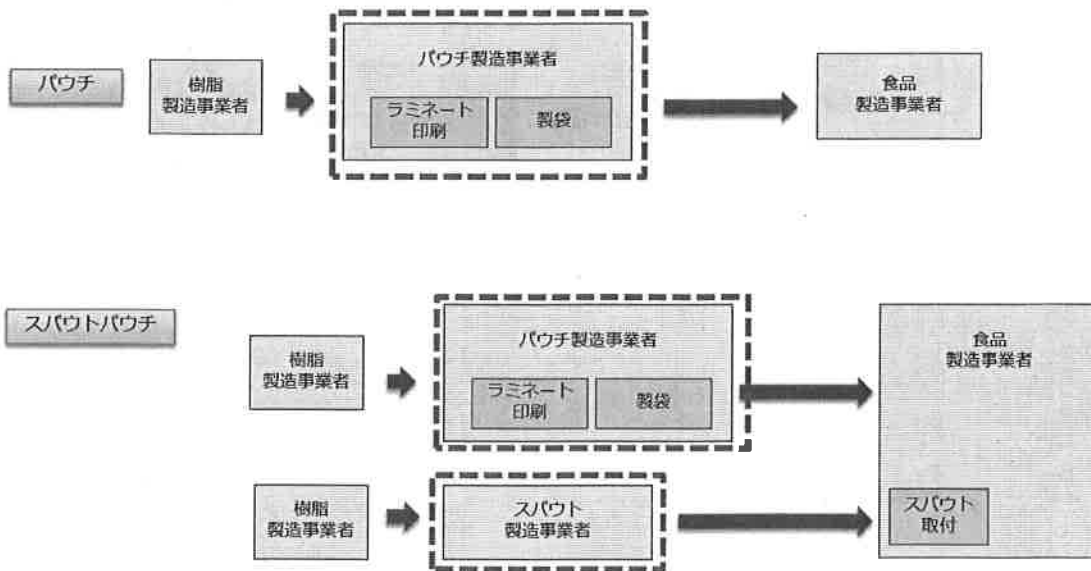 パウチ
樹脂
製造事業者
パウチ製造事業者
ラミネート
印刷
製袋
食品
製造事業者
スパウトパウチ
樹脂
製造事業者
パウチ製造事業者
ラミネート
印刷
製袋
食品
製造事業者
樹脂
製造事業者
スパウト
製造事業者
スパウト
取付